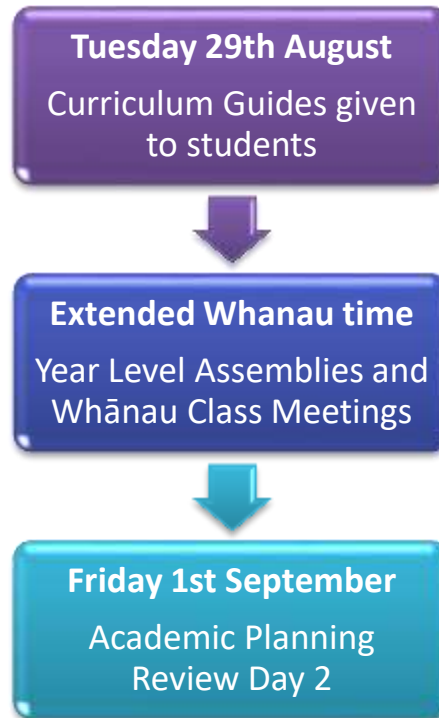 Tuesday 29th August
Curriculum Guides given
to students
Extended Whanau time
Year Level Assemblies and
Whānau Class Meetings
Friday 1st September
Academic Planning
Review Day 2